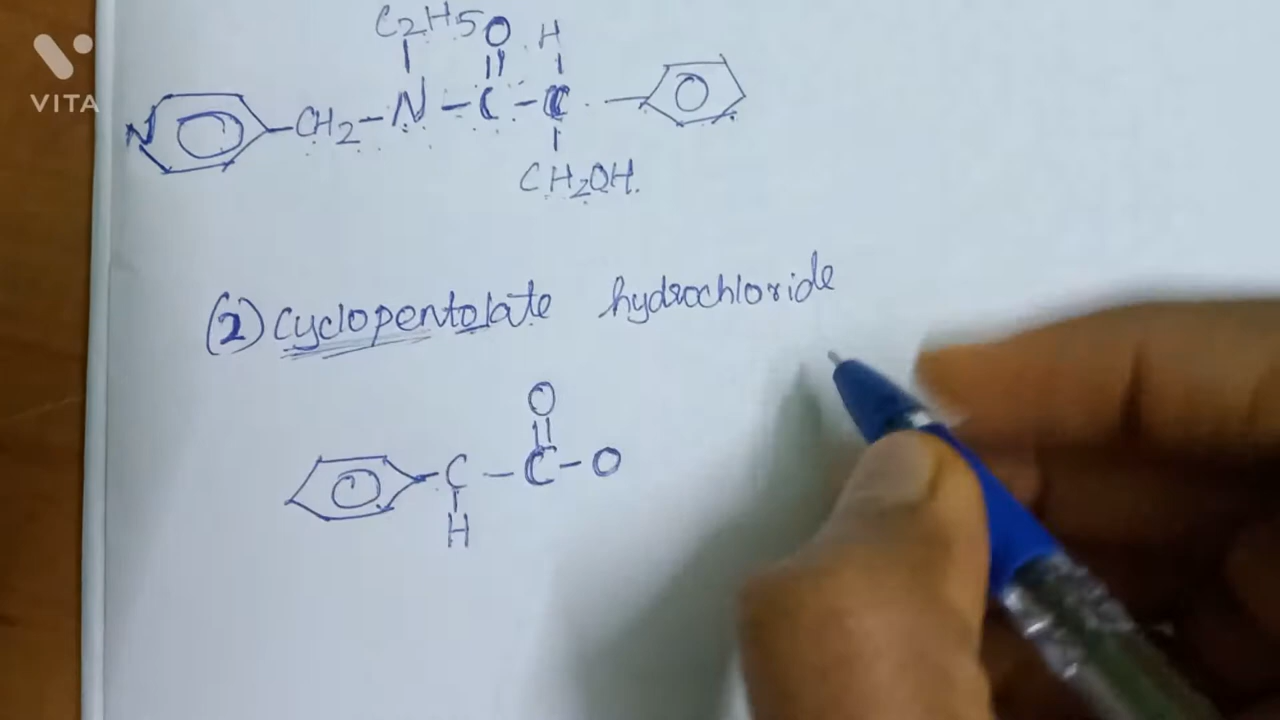 VITA
C2H5 O H
N CH2-N-C-C
CH2OH.
(2) Cyclopentolate hydrochloride
O
C-C-O
H